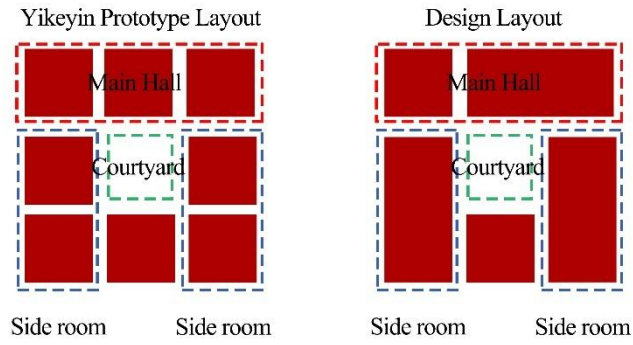 Yikeyin Prototype Layout
Design Layout
Main Hall
Main Hall
Courtyard
Courtyard
Side room
Side room
Side room
Side room